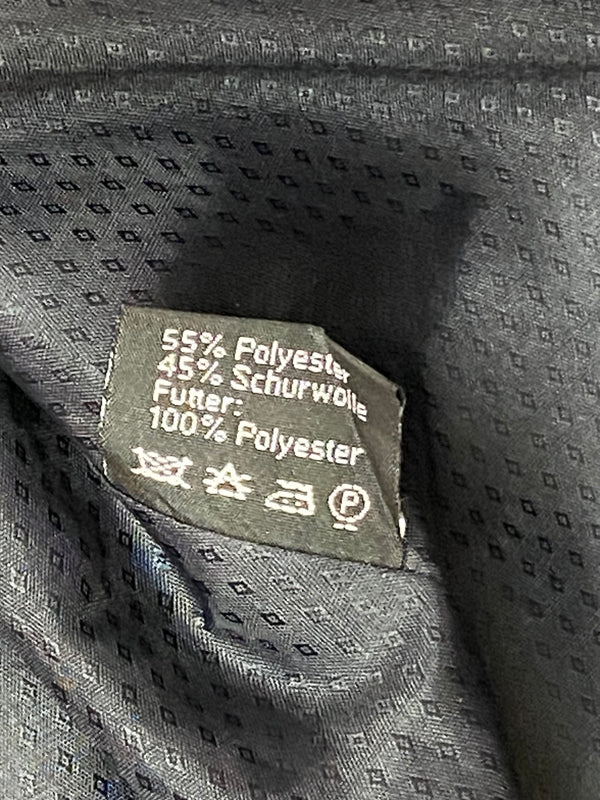 55% Polyester
45% Schurwolle
Futter:
100% Polyester
P